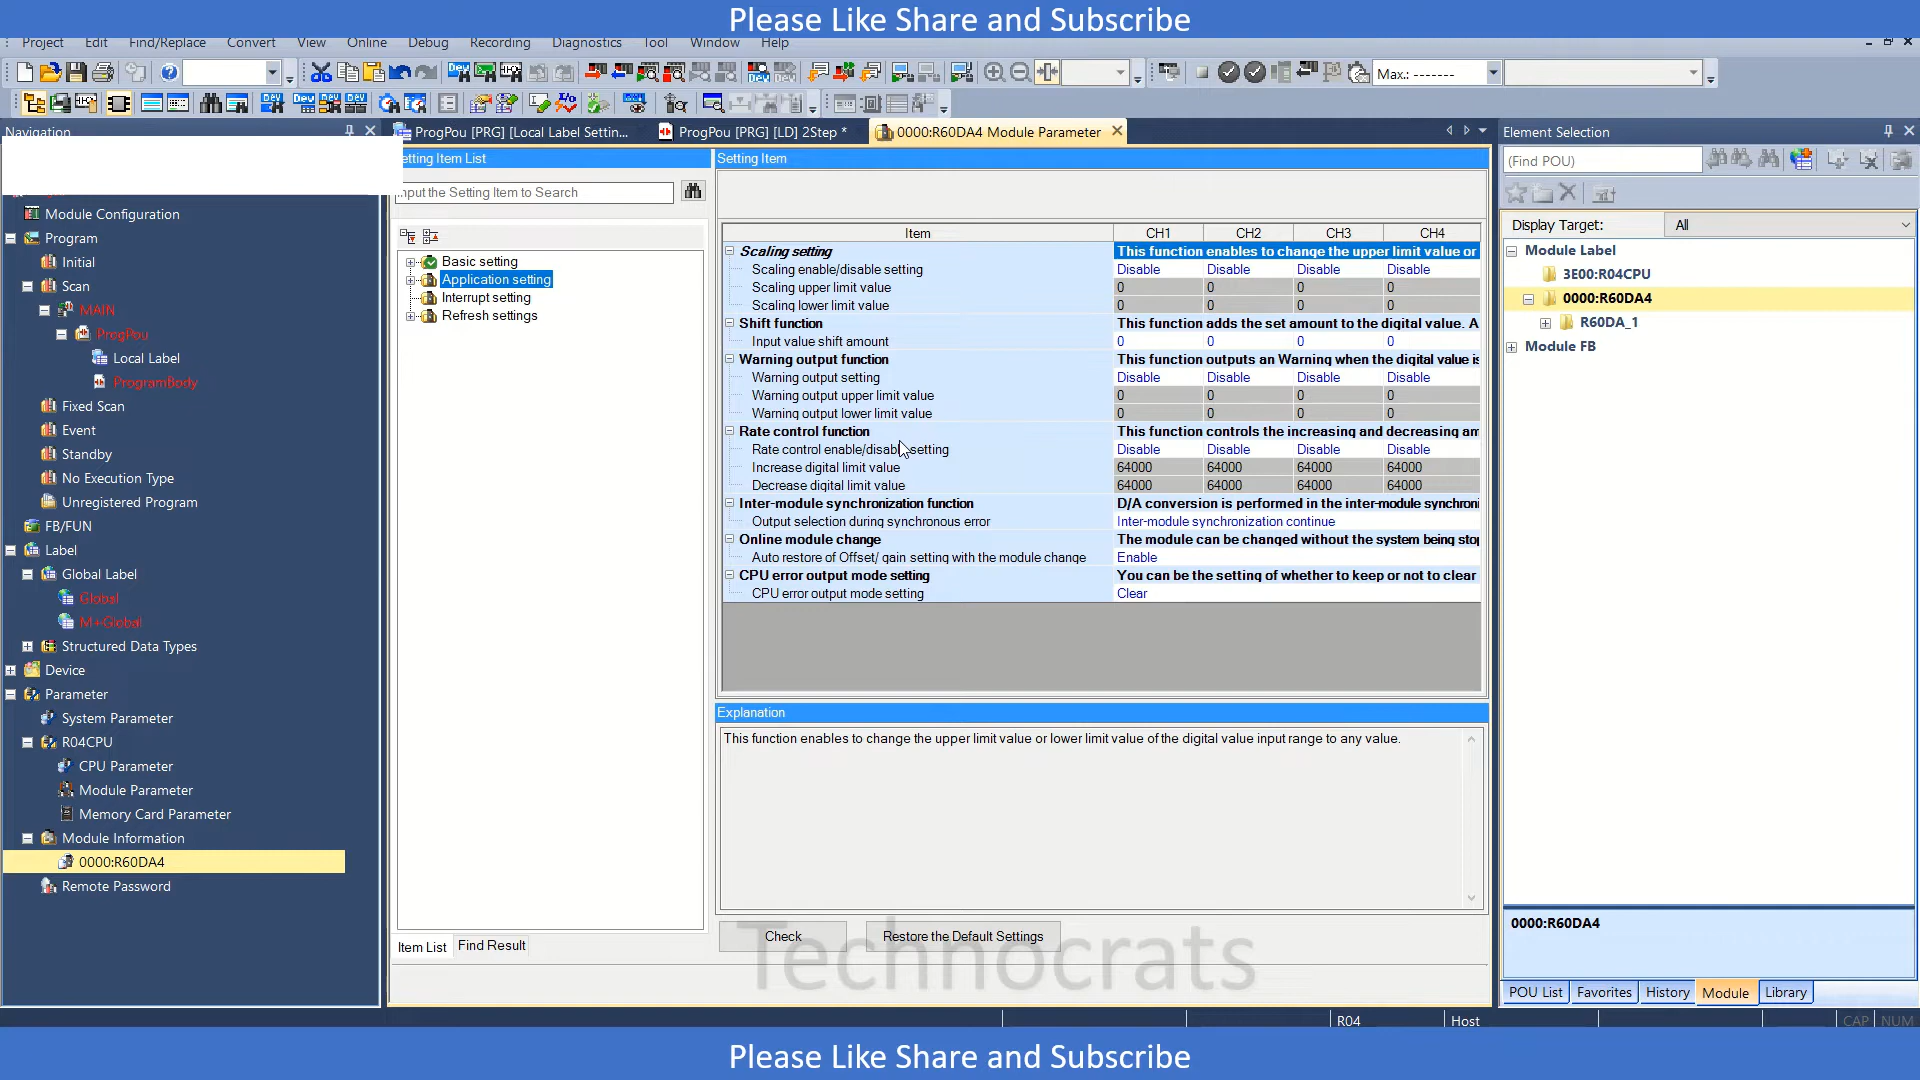 Please Like Share and Subscribe
Project Edit Find/Replace Convert View Online Debug Recording Diagnostics Tool Window Help
Max.: -------
Navigation
ProgPou [PRG] [Local Label Settin...
ProgPou [PRG] [LD] 2Step *
0000:R60DA4 Module Parameter
Element Selection
Module Configuration
Program
Initial
Scan
MAIN
ProgPou
Local Label
ProgramBody
Fixed Scan
Event
Standby
No Execution Type
Unregistered Program
FB/FUN
Label
Global Label
Global
M+Global
Structured Data Types
Device
Parameter
System Parameter
R04CPU
CPU Parameter
Module Parameter
Memory Card Parameter
Module Information
0000:R60DA4
Remote Password
etting Item List
nput the Setting Item to Search
Basic setting
Application setting
Interrupt setting
Refresh settings
Item List Find Result
Setting Item
Item CH1 CH2 CH3 CH4
Scaling setting This function enables to change the upper limit value or
Scaling enable/disable setting Disable Disable Disable Disable
Scaling upper limit value 0 0 0 0
Scaling lower limit value 0 0 0 0
Shift function This function adds the set amount to the digital value. A
Input value shift amount 0 0 0 0
Warning output function This function outputs an Warning when the digital value is
Warning output setting Disable Disable Disable Disable
Warning output upper limit value 0 0 0 0
Warning output lower limit value 0 0 0 0
Rate control function This function controls the increasing and decreasing am
Rate control enable/disable setting Disable Disable Disable Disable
Increase digital limit value 64000 64000 64000 64000
Decrease digital limit value 64000 64000 64000 64000
Inter-module synchronization function D/A conversion is performed in the inter-module synchroni
Output selection during synchronous error Inter-module synchronization continue
Online module change The module can be changed without the system being stop
Auto restore of Offset/ gain setting with the module change Enable
CPU error output mode setting You can be the setting of whether to keep or not to clear
CPU error output mode setting Clear
Explanation
This function enables to change the upper limit value or lower limit value of the digital value input range to any value.
Check Restore the Default Settings
Technocrats
(Find POU)
Display Target: All
Module Label
3E00:R04CPU
0000:R60DA4
R60DA_1
Module FB
0000:R60DA4
POU List Favorites History Module Library
R04 Host CAP NUM
Please Like Share and Subscribe